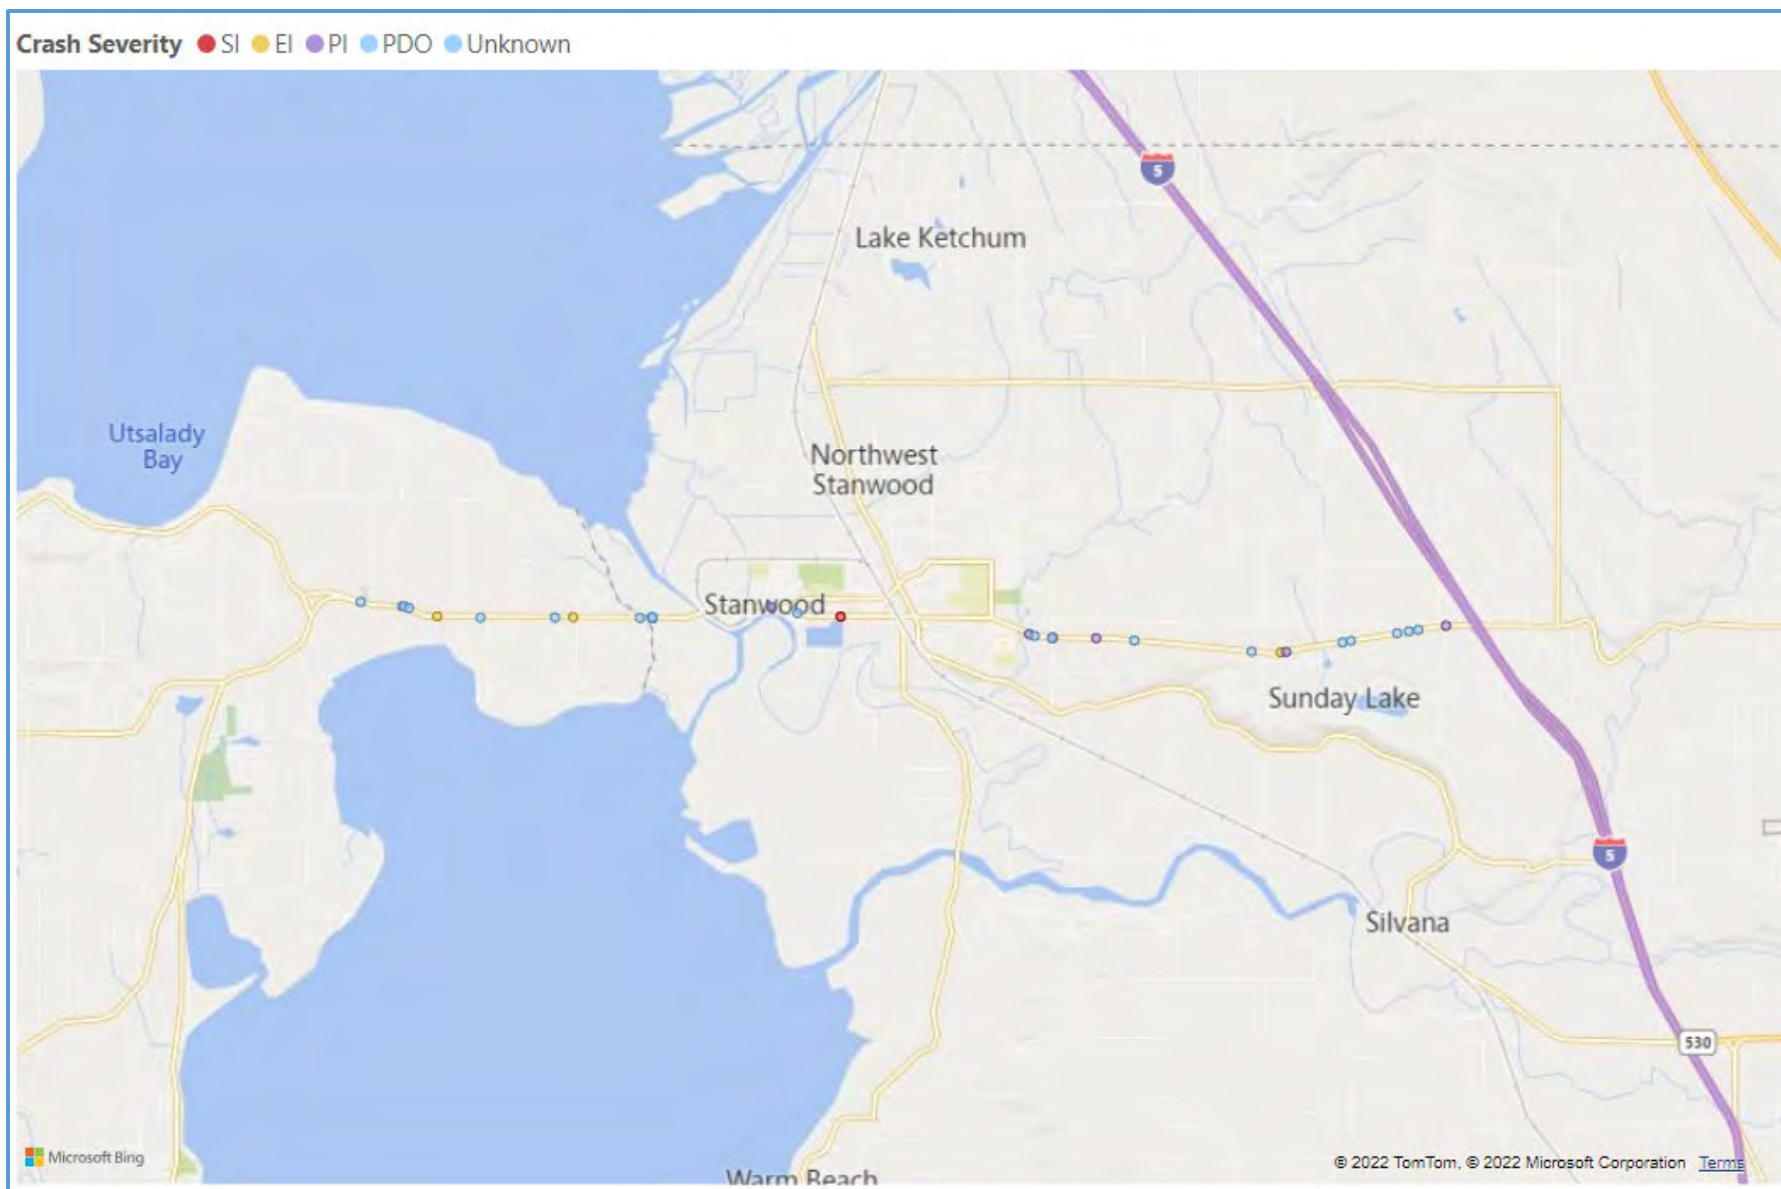 Crash Severity SI EI PI PDO Unknown
5
Lake Ketchum
Utsalady
Bay
Northwest
Stanwood
Stanwood
Sunday Lake
5
Silvana
530
Microsoft Bing
© 2022 TomTom, © 2022 Microsoft Corporation Terms
Warm Beach